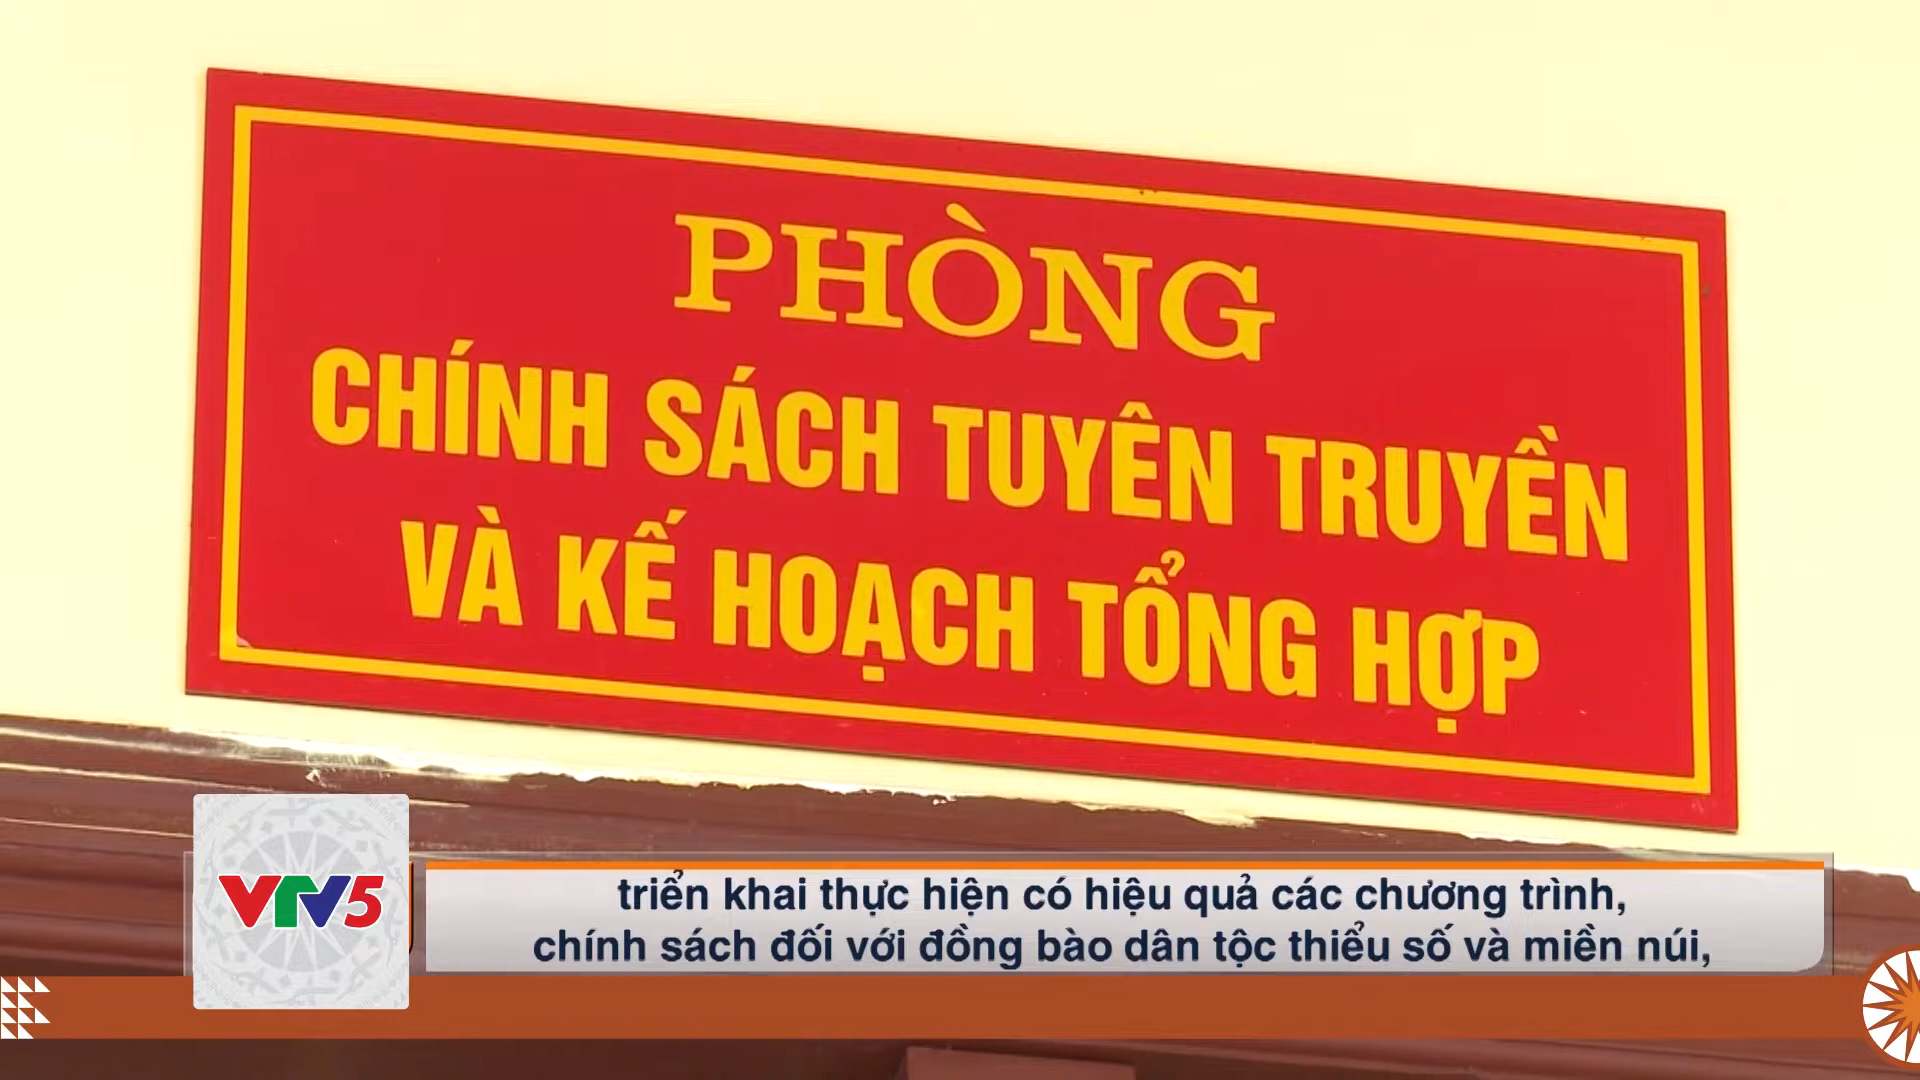 PHÒNG
CHÍNH SÁCH TUYÊN TRUYỀN
VÀ KẾ HOẠCH TỔNG HỢP
VTV5
triển khai thực hiện có hiệu quả các chương trình,
chính sách đối với đồng bào dân tộc thiểu số và miền núi,